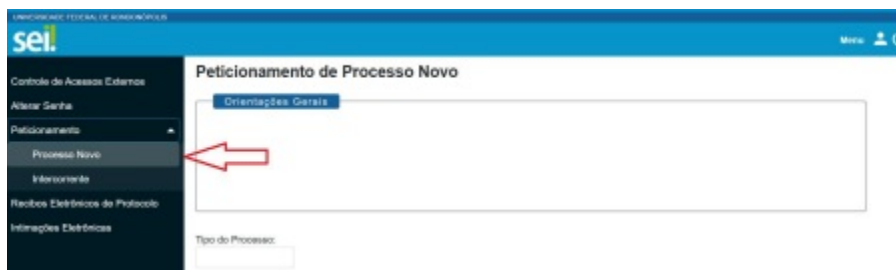 UNIVERSIDADE FEDERAL DE RONDONÓPOLIS
sei!
Menu
Controle de Acessos Externos
Alterar Senha
Peticionamento
Processo Novo
Intercorrente
Recibos Eletrônicos de Protocolo
Intimações Eletrônicas
Peticionamento de Processo Novo
Orientações Gerais
Tipo do Processo: